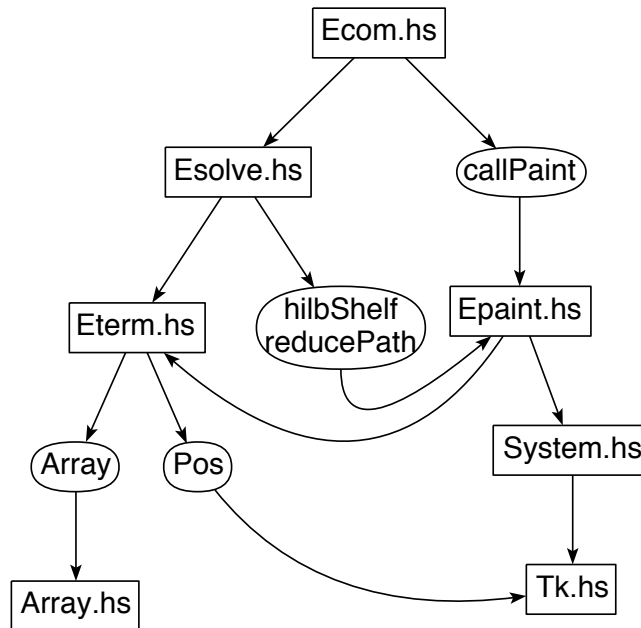 Ecom.hs
Esolve.hs
callPaint
Eterm.hs
hilbShelf
reducePath
Epaint.hs
Array
Pos
System.hs
Array.hs
Tk.hs